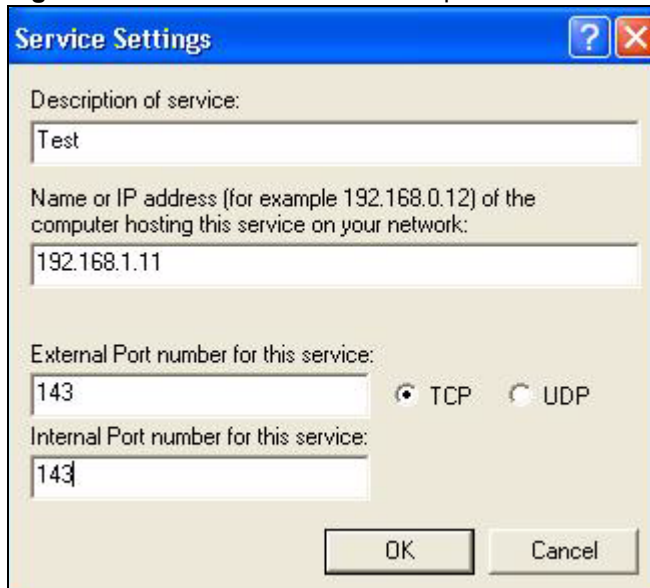 Service Settings
Description of service:
Test
Name or IP address (for example 192.168.0.12) of the
computer hosting this service on your network:
192.168.1.11
External Port number for this service:
143
TCP
UDP
Internal Port number for this service:
143
OK
Cancel